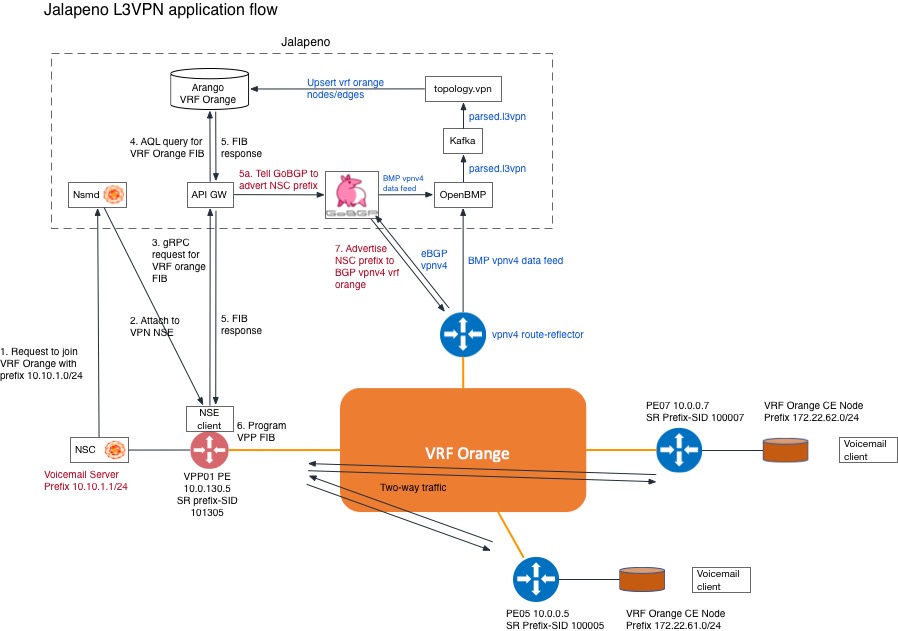 Jalapeno L3VPN application flow
Jalapeno
Arango
VRF Orange
Upsert vrf orange
nodes/edges
topology.vpn
parsed.l3vpn
Kafka
parsed.l3vpn
4. AQL query for
VRF Orange FIB
5. FIB
response
5a. Tell GoBGP to
advert NSC prefix
BMP vpnv4
data feed
Nsmd
API GW
GoBGP
OpenBMP
3. gRPC
request for
VRF orange
FIB
7. Advertise
NSC prefix to
BGP vpnv4 vrf
orange
eBGP
vpnv4
BMP vpnv4 data feed
2. Attach to
VPN NSE
5. FIB
response
vpnv4 route-reflector
1. Request to join
VRF Orange with
prefix 10.10.1.0/24
NSE
client
6. Program
VPP FIB
NSC
Voicemail Server
Prefix 10.10.1.1/24
VPP01 PE
10.0.130.5
SR prefix-SID
101305
VRF Orange
Two-way traffic
PE07 10.0.0.7
SR Prefix-SID 100007
VRF Orange CE Node
Prefix 172.22.62.0/24
Voicemail
client
Voicemail
client
PE05 10.0.0.5
SR Prefix-SID 100005
VRF Orange CE Node
Prefix 172.22.61.0/24